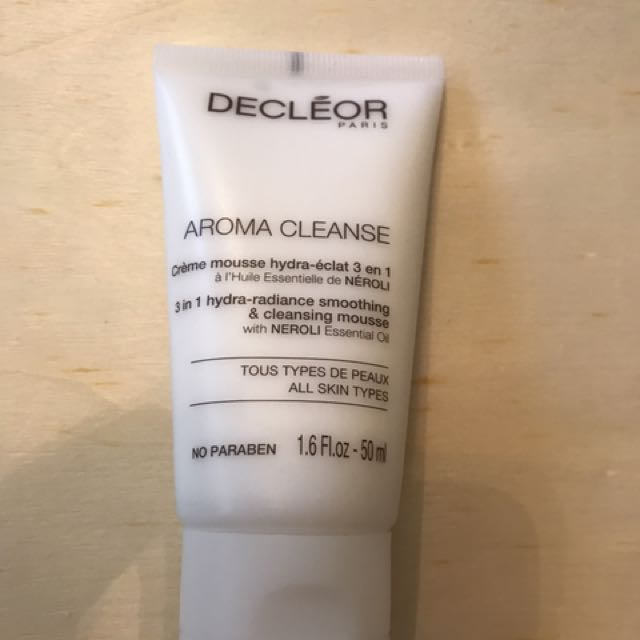 DECLÉOR
PARIS
AROMA CLEANSE
Crème mousse hydra-éclat 3 en 1
à l'Huile Essentielle de NÉROLI
3 in 1 hydra-radiance smoothing
& cleansing mousse
with NEROLI Essential Oil
TOUS TYPES DE PEAUX
ALL SKIN TYPES
NO PARABEN 1.6 Fl.oz - 50 ml